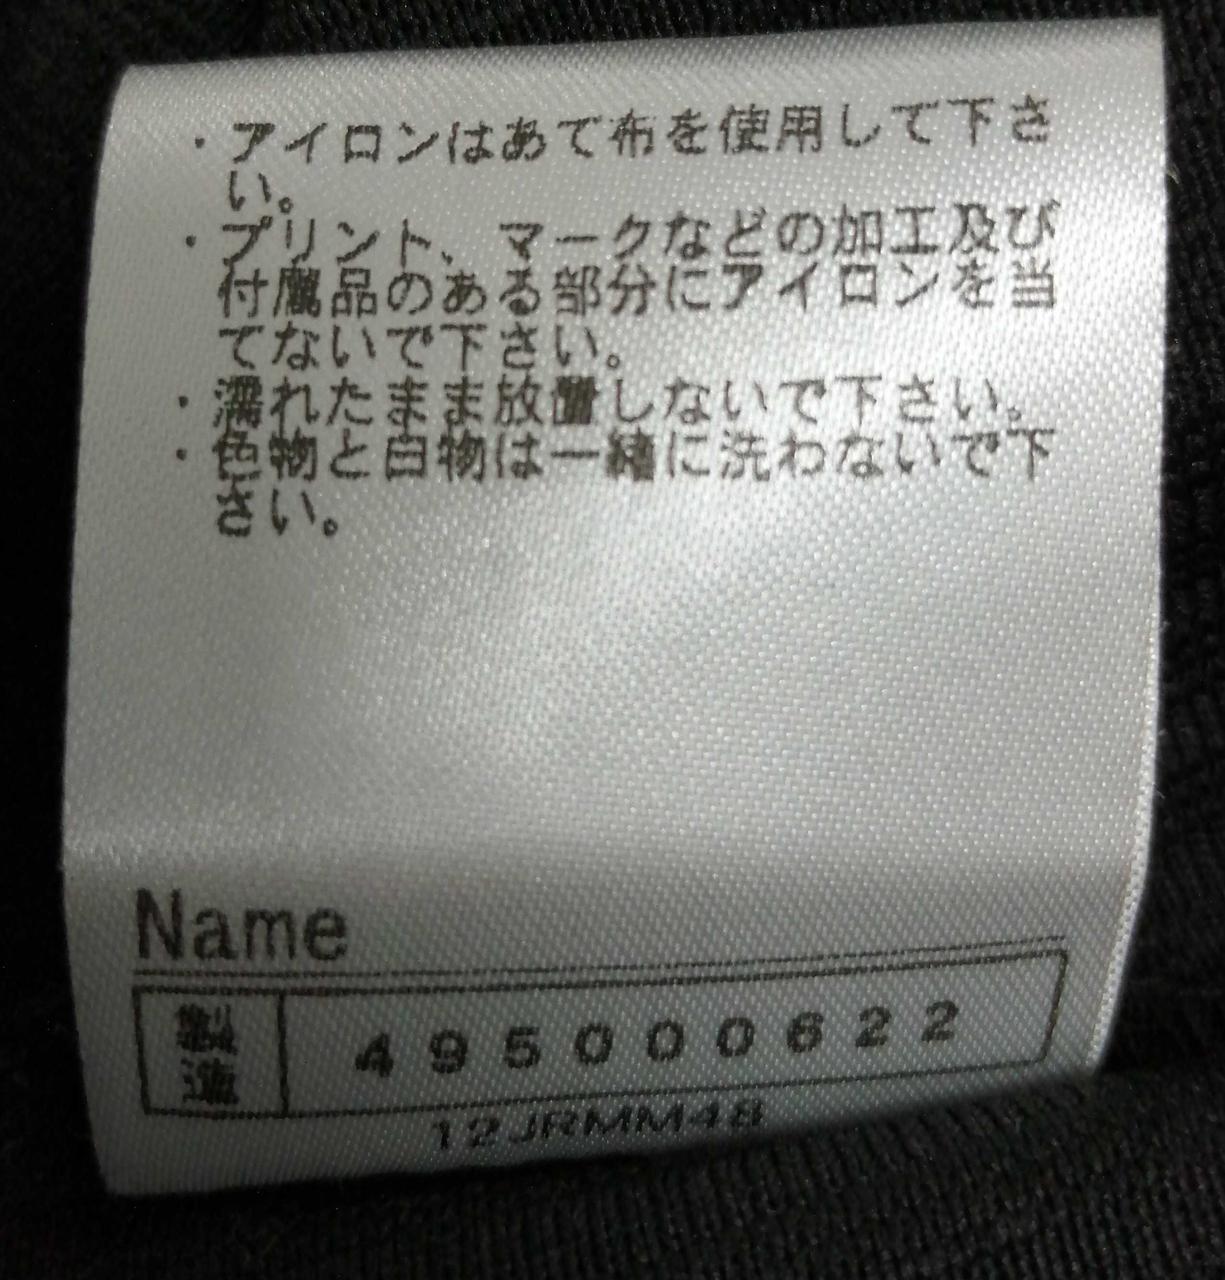 ・アイロンはあて布を使用して下さ
い。
・プリント、マークなどの加工及び
付属品のある部分にアイロンを当
てないで下さい。
・濡れたまま放置しないで下さい。
・色物と白物は一緒に洗わないで下
さい。
Name
製造 495000622
12JRMM48